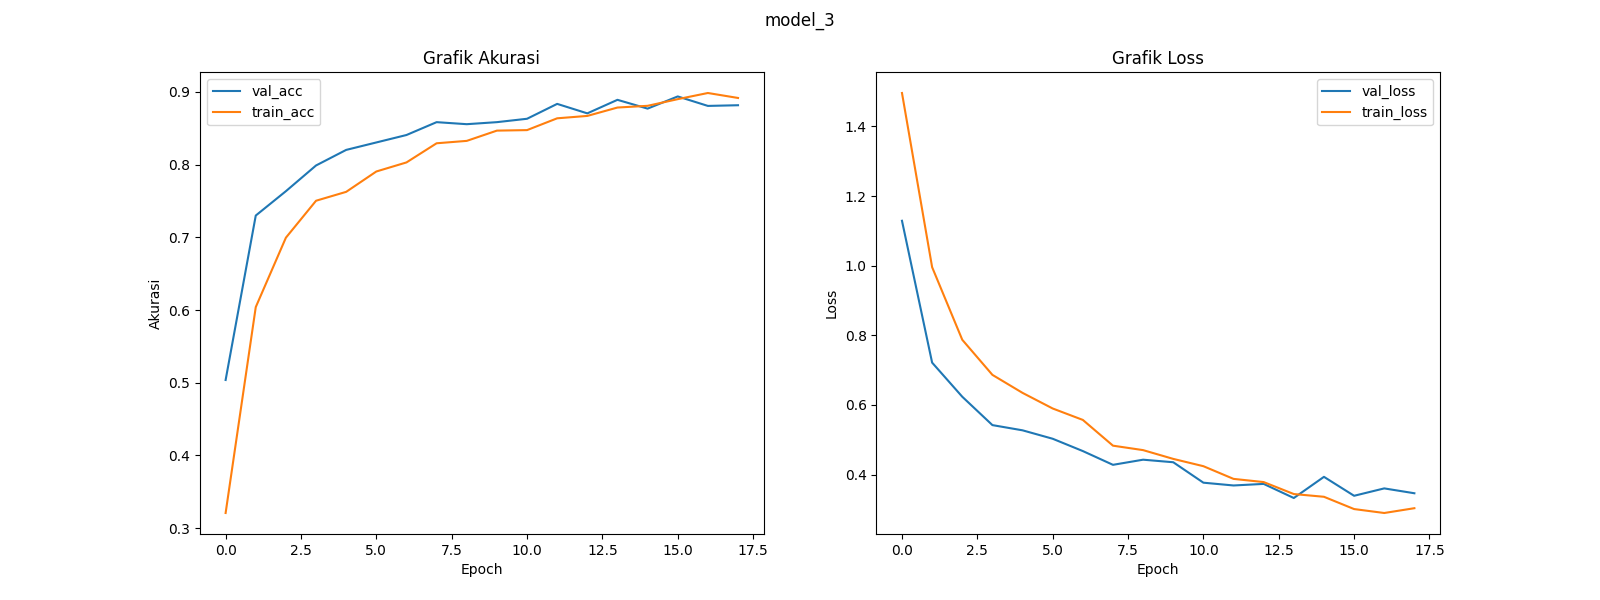 model_3
Grafik Akurasi
val_acc
train_acc
0.9
0.8
0.7
0.6
0.5
0.4
0.3
Akurasi
0.0 2.5 5.0 7.5 10.0 12.5 15.0 17.5
Epoch
Grafik Loss
val_loss
train_loss
1.4
1.2
1.0
0.8
0.6
0.4
Loss
0.0 2.5 5.0 7.5 10.0 12.5 15.0 17.5
Epoch